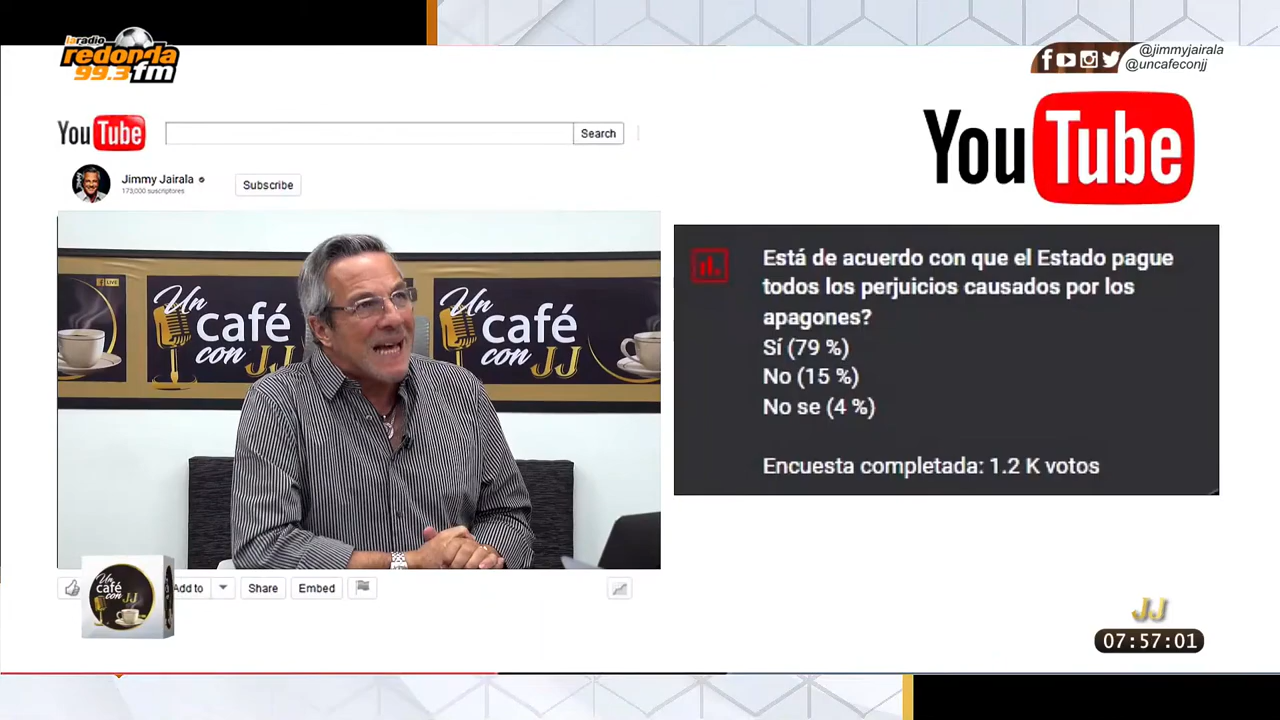 la radio
redonda
99.3 fm
@jimmyjairala
@uncafeconjj
YouTube
Search
YouTube
Jimmy Jairala
173,000 suscriptores
Subscribe
Un
café
con JJ
Un
café
con JJ
Está de acuerdo con que el Estado pague
todos los perjuicios causados por los
apagones?
Sí (79 %)
No (15 %)
No se (4 %)
Encuesta completada: 1.2 K votos
Un
café
con JJ
Add to
Share
Embed
JJ
07:57:01